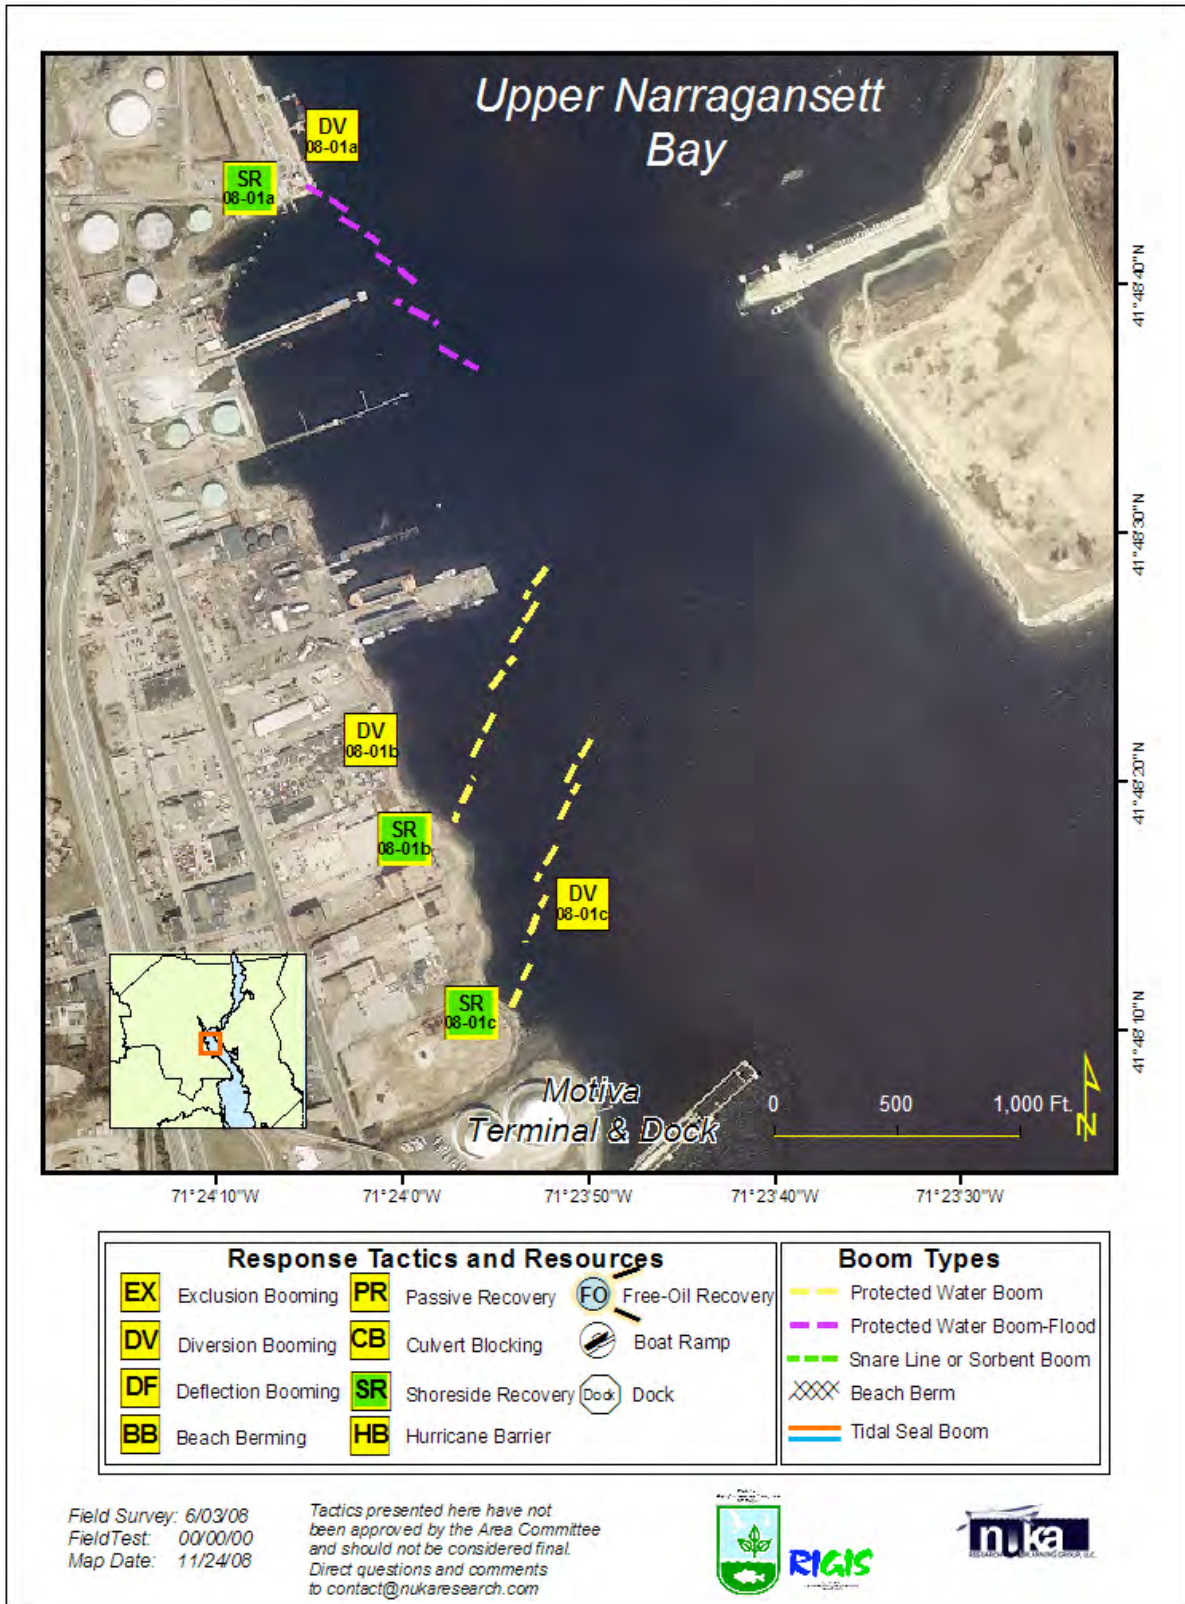 Upper Narragansett
Bay
DV
08-01a
SR
08-01a
41°48'40"N
41°48'30"N
DV
08-01b
41°48'20"N
SR
08-01b
DV
08-01c
SR
08-01c
41°48'10"N
Motiva
Terminal & Dock
0 500 1,000 Ft.
N
71°24'10"W 71°24'0"W 71°23'50"W 71°23'40"W 71°23'30"W
Response Tactics and Resources
EX Exclusion Booming PR Passive Recovery FO Free-Oil Recovery
DV Diversion Booming CB Culvert Blocking Boat Ramp
DF Deflection Booming SR Shoreside Recovery Dock Dock
BB Beach Berming HB Hurricane Barrier
Boom Types
Protected Water Boom
Protected Water Boom-Flood
Snare Line or Sorbent Boom
Beach Berm
Tidal Seal Boom
Field Survey: 6/03/08
FieldTest: 00/00/00
Map Date: 11/24/08
Tactics presented here have not
been approved by the Area Committee
and should not be considered final.
Direct questions and comments
to contact@nukaresearch.com
RIGIS
nuka